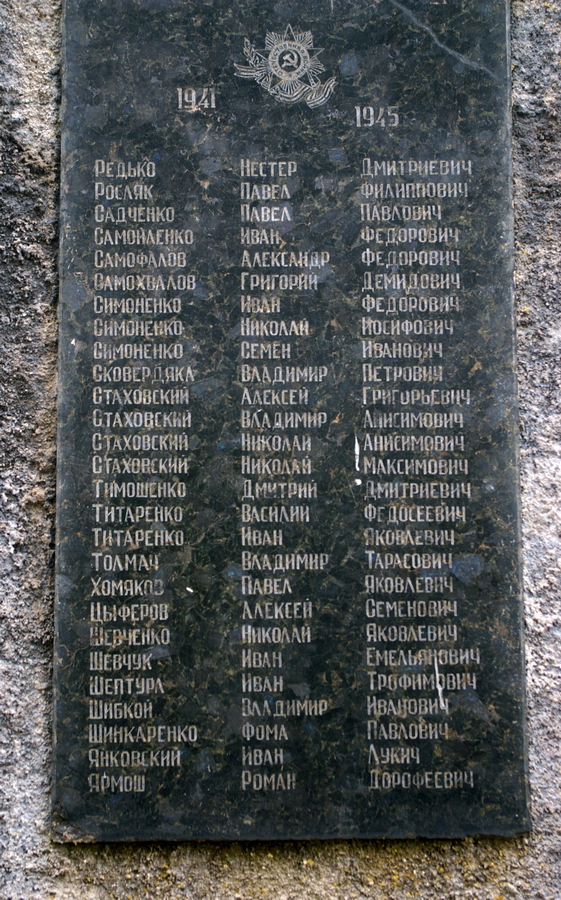 1941
1945
Редько Нестер Дмитриевич
Росляк Павел Филиппович
Садченко Павел Павлович
Самойленко Иван Федорович
Самофалов Александр Федорович
Самохвалов Григорий Демидович
Симоненко Иван Федорович
Симоненко Николай Иосифович
Симоненко Семен Иванович
Сковердяка Владимир Петрович
Стаховский Алексей Григорьевич
Стаховский Владимир Анисимович
Стаховский Николай Анисимович
Стаховский Николай Максимович
Тимошенко Дмитрий Дмитриевич
Титаренко Василий Федосеевич
Титаренко Иван Яковлевич
Толмач Владимир Тарасович
Хомяков Павел Яковлевич
Цыферов Алексей Семенович
Шевченко Николай Яковлевич
Шевчук Иван Емельянович
Шептура Иван Трофимович
Шибкой Владимир Иванович
Шинкаренко Фома Павлович
Янковский Иван Лукич
Ярмош Роман Дорофеевич